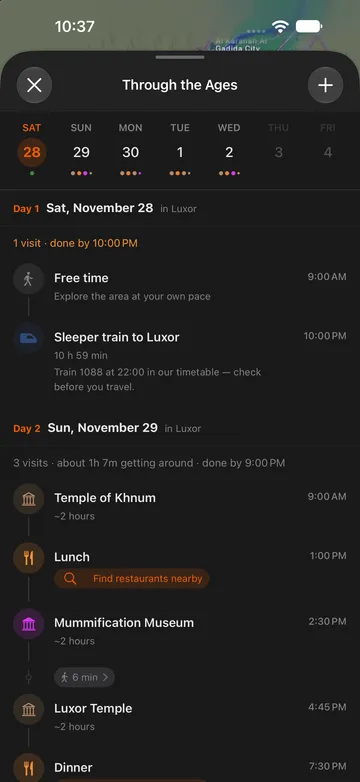 10:37
Al Karanah Al
Gadida City
Through the Ages
SAT SUN MON TUE WED THU FRI
28 29 30 1 2 3 4
Day 1 Sat, November 28 in Luxor
1 visit · done by 10:00 PM
Free time 9:00 AM
Explore the area at your own pace
Sleeper train to Luxor 10:00 PM
10 h 59 min
Train 1088 at 22:00 in our timetable — check
before you travel.
Day 2 Sun, November 29 in Luxor
3 visits · about 1h 7m getting around · done by 9:00 PM
Temple of Khnum 9:00 AM
~2 hours
Lunch 1:00 PM
Find restaurants nearby
Mummification Museum 2:30 PM
~2 hours
6 min
Luxor Temple 4:45 PM
~2 hours
Dinner 7:30 PM